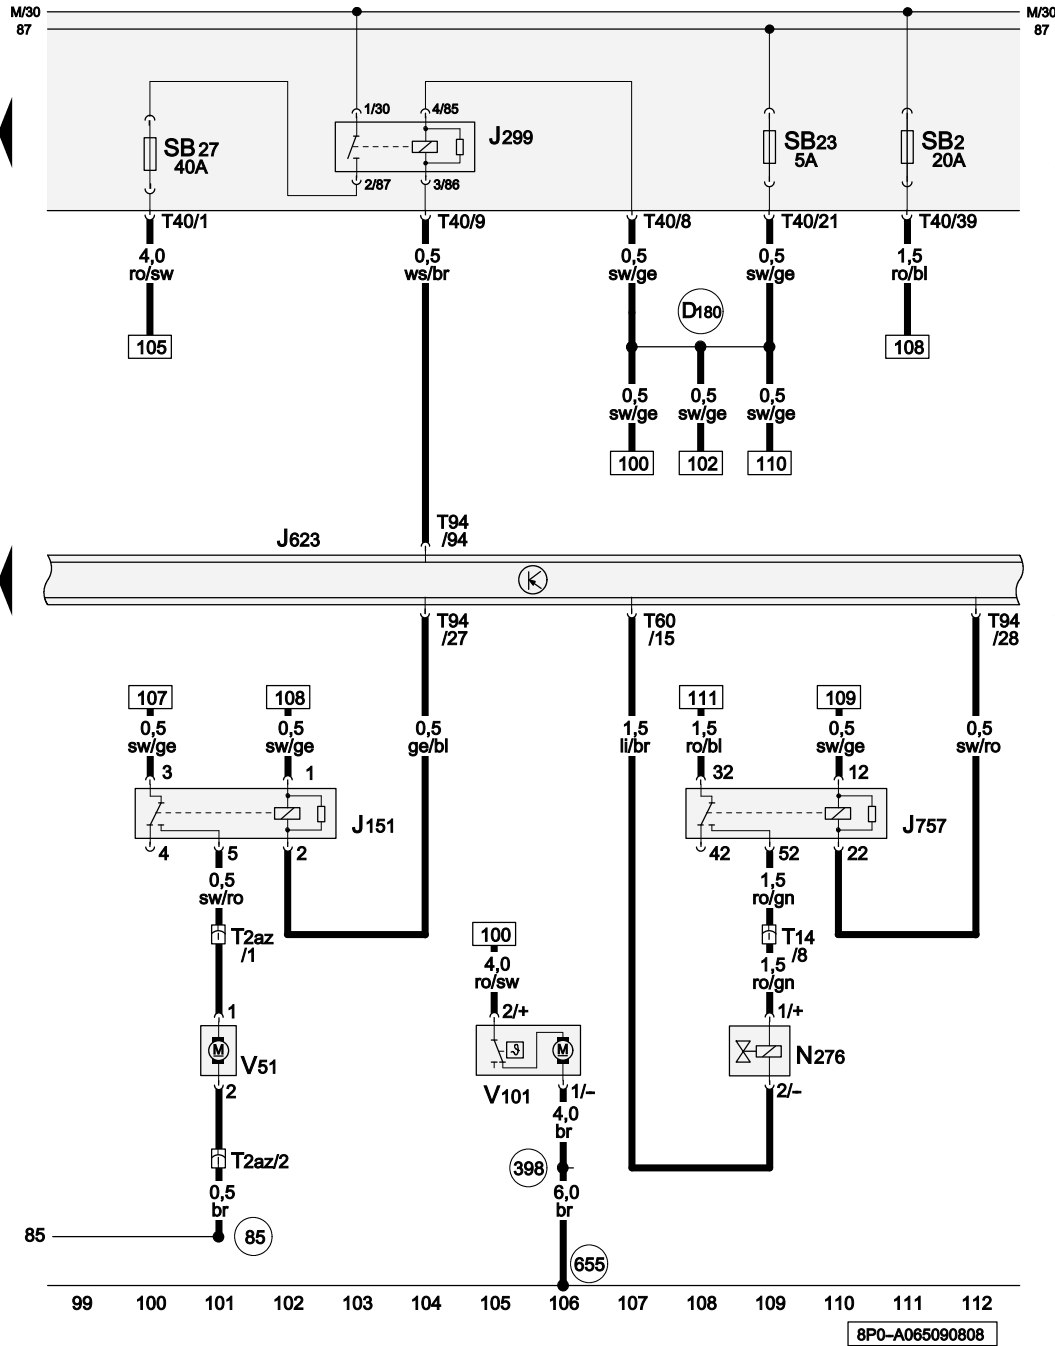 M/30 M/30
87 87
1/30 4/85
J299
SB27
40A
SB23
5A
SB2
20A
2/87 3/86
T40/1 T40/9 T40/8 T40/21 T40/39
4,0 0,5 0,5 0,5 1,5
ro/sw ws/br sw/ge sw/ge ro/bl
D180
105 108
0,5 0,5 0,5
sw/ge sw/ge sw/ge
100 102 110
T94
/94
J623
T94 T60 T94
/27 /15 /28
107 108 111 109
0,5 0,5 0,5 1,5 1,5 0,5 0,5
sw/ge sw/ge ge/bl li/br ro/bl sw/ge sw/ro
3 1 32 12
J151 J757
4 5 2 42 52 22
0,5 1,5
sw/ro ro/gn
T2az
/1
100
T14
/8
4,0 1,5
ro/sw ro/gn
1 2/+ 1/+
M ϑ M
V51 V101 N276
2 1/– 2/–
4,0
br
T2az/2 398
0,5 6,0
br br
85 85
655
99 100 101 102 103 104 105 106 107 108 109 110 111 112
8P0–A065090808